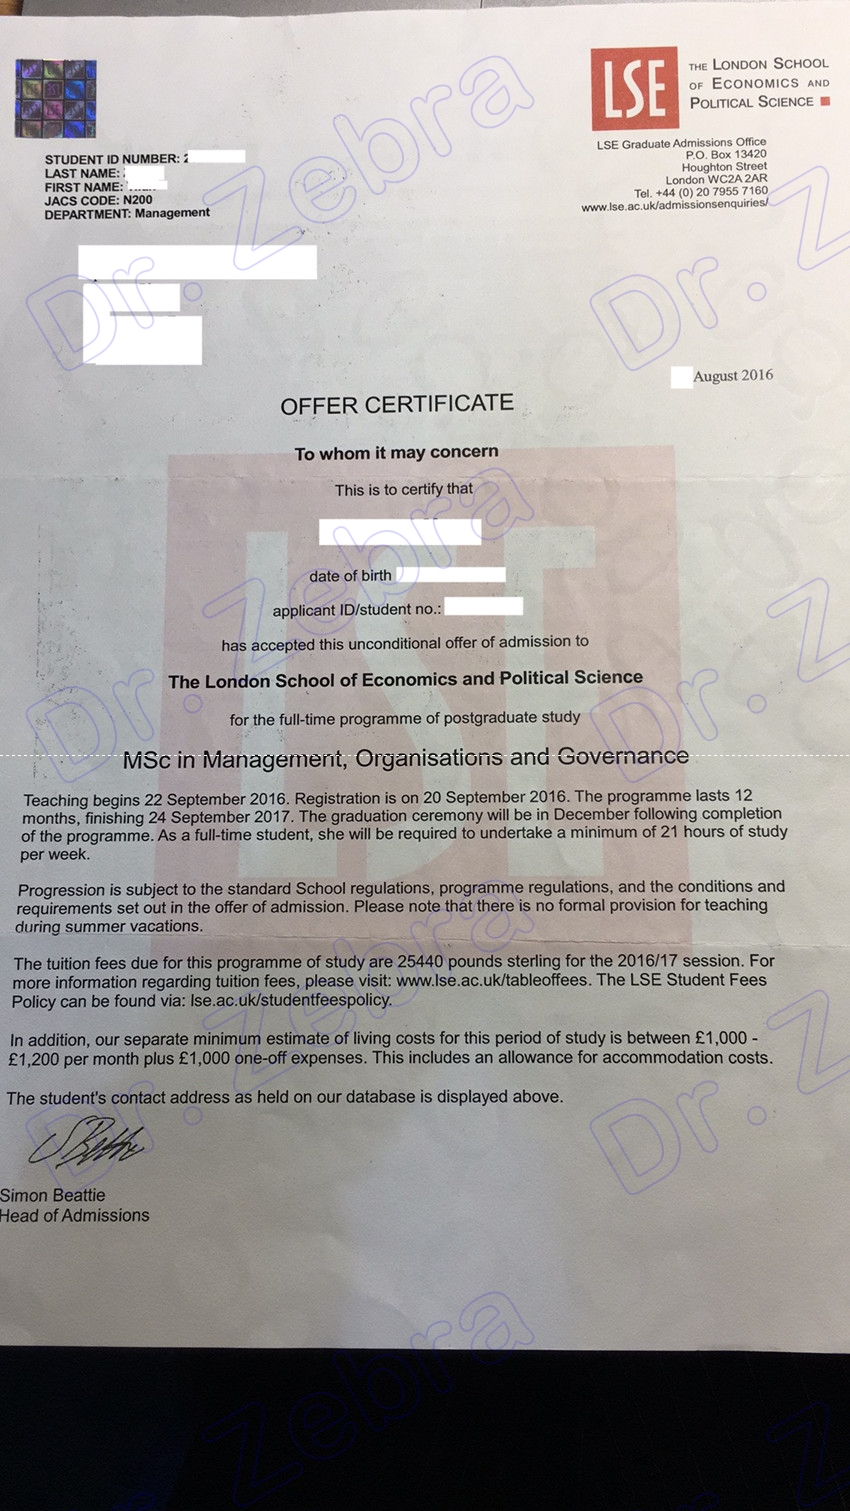 LSE
THE LONDON SCHOOL
OF ECONOMICS AND
POLITICAL SCIENCE
LSE Graduate Admissions Office
P.O. Box 13420
Houghton Street
London WC2A 2AR
Tel. +44 (0) 20 7955 7160
www.lse.ac.uk/admissionsenquiries/
STUDENT ID NUMBER: 2
LAST NAME:
FIRST NAME:
JACS CODE: N200
DEPARTMENT: Management
August 2016
OFFER CERTIFICATE
To whom it may concern
This is to certify that
date of birth
applicant ID/student no.:
has accepted this unconditional offer of admission to
The London School of Economics and Political Science
for the full-time programme of postgraduate study
MSc in Management, Organisations and Governance
Teaching begins 22 September 2016. Registration is on 20 September 2016. The programme lasts 12
months, finishing 24 September 2017. The graduation ceremony will be in December following completion
of the programme. As a full-time student, she will be required to undertake a minimum of 21 hours of study
per week.
Progression is subject to the standard School regulations, programme regulations, and the conditions and
requirements set out in the offer of admission. Please note that there is no formal provision for teaching
during summer vacations.
The tuition fees due for this programme of study are 25440 pounds sterling for the 2016/17 session. For
more information regarding tuition fees, please visit: www.lse.ac.uk/tableoffees. The LSE Student Fees
Policy can be found via: lse.ac.uk/studentfeespolicy.
In addition, our separate minimum estimate of living costs for this period of study is between £1,000 -
£1,200 per month plus £1,000 one-off expenses. This includes an allowance for accommodation costs.
The student's contact address as held on our database is displayed above.
SBeattie
Simon Beattie
Head of Admissions
LSE
Dr. Zebra
Dr. Z
Dr. Zebra
Dr. Z
Dr. Zebra
Dr. Z
Dr. Zebra